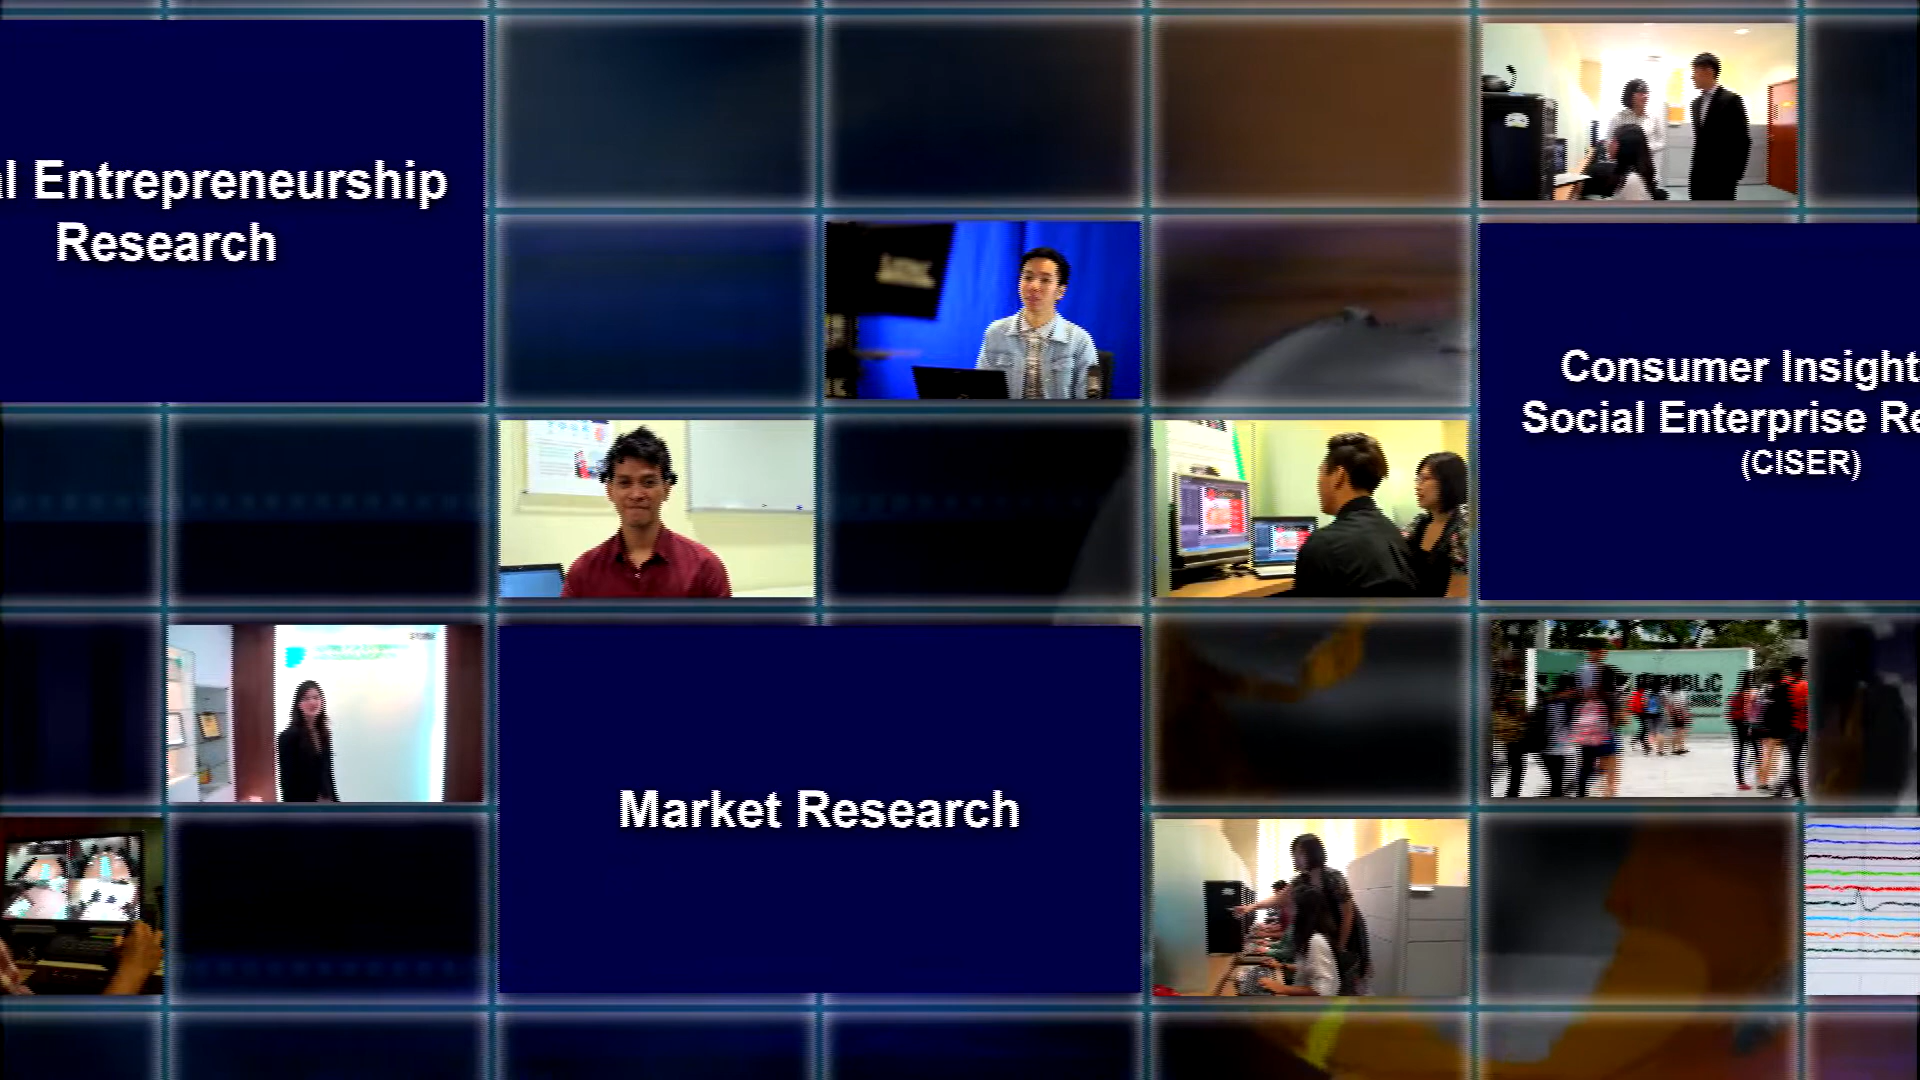 l Entrepreneurship
Research
Consumer Insight
Social Enterprise Re
(CISER)
Market Research